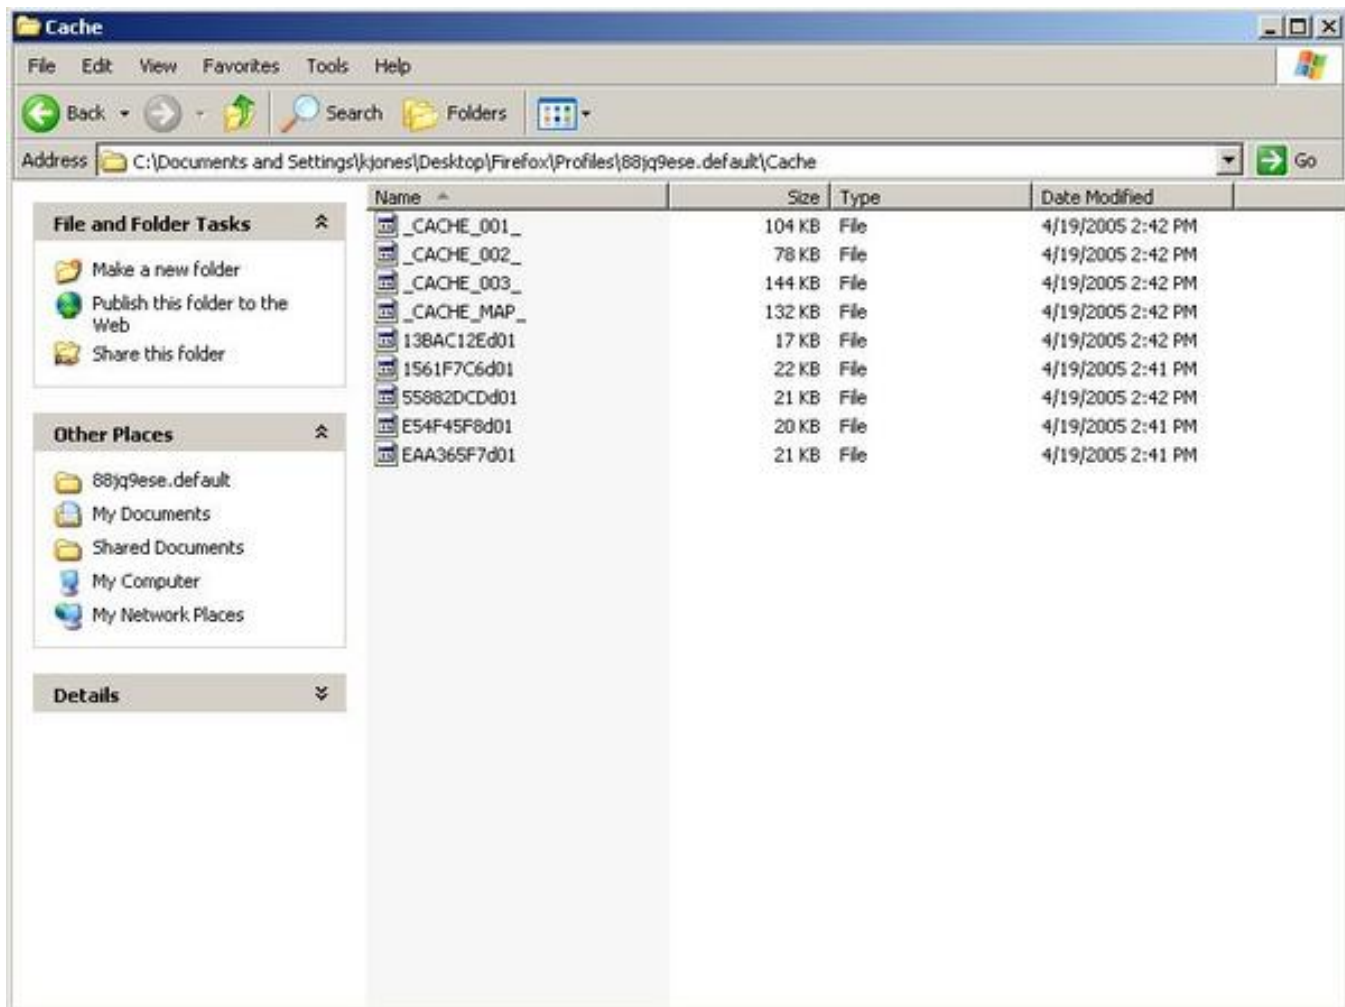 Cache
File Edit View Favorites Tools Help
Back Search Folders
Address C:\Documents and Settings\kjones\Desktop\Firefox\Profiles\88jq9ese.default\Cache Go
File and Folder Tasks
Make a new folder
Publish this folder to the
Web
Share this folder
Other Places
88jq9ese.default
My Documents
Shared Documents
My Computer
My Network Places
Details
Name Size Type Date Modified
_CACHE_001_ 104 KB File 4/19/2005 2:42 PM
_CACHE_002_ 78 KB File 4/19/2005 2:42 PM
_CACHE_003_ 144 KB File 4/19/2005 2:42 PM
_CACHE_MAP_ 132 KB File 4/19/2005 2:42 PM
13BAC12Ed01 17 KB File 4/19/2005 2:42 PM
1561F7C6d01 22 KB File 4/19/2005 2:41 PM
55882DCDd01 21 KB File 4/19/2005 2:42 PM
E54F45F8d01 20 KB File 4/19/2005 2:41 PM
EAA365F7d01 21 KB File 4/19/2005 2:41 PM